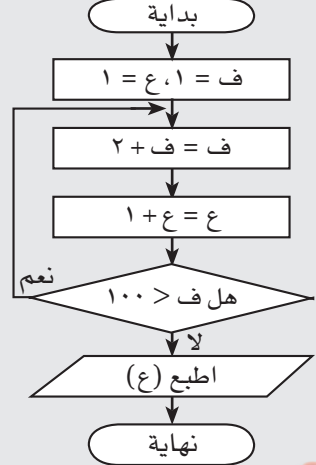 بداية
ف = ١، ع = ١
ف = ف + ٢
ع = ع + ١
هل ف < ١٠٠
نعم
لا
اطبع (ع)
نهاية